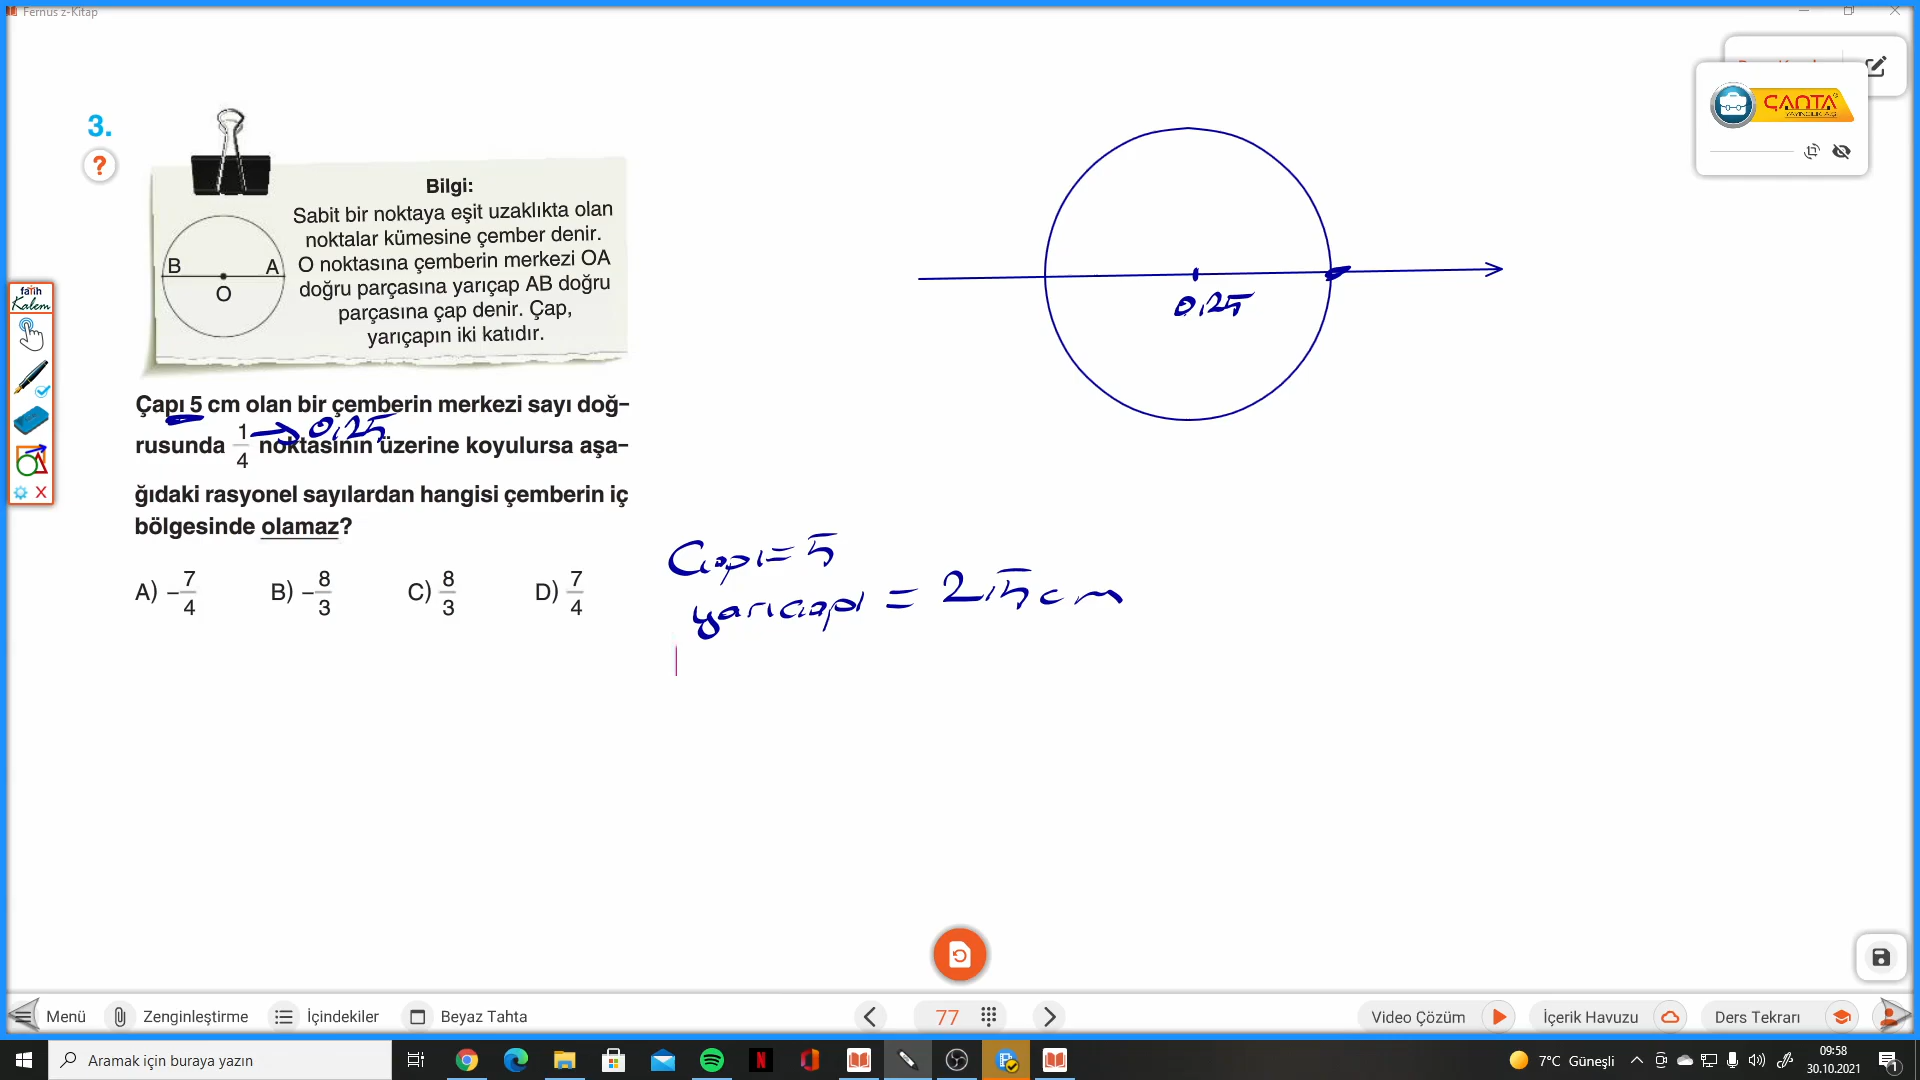 Fernus z-Kitap
3.
?
Bilgi:
Sabit bir noktaya eşit uzaklıkta olan
noktalar kümesine çember denir.
O noktasına çemberin merkezi OA
doğru parçasına yarıçap AB doğru
parçasına çap denir. Çap,
yarıçapın iki katıdır.
B A
O
Çapı 5 cm olan bir çemberin merkezi sayı doğ-
rusunda 1/4 noktasının üzerine koyulursa aşa-
0,25
ğıdaki rasyonel sayılardan hangisi çemberin iç
bölgesinde olamaz?
A) -7/4 B) -8/3 C) 8/3 D) 7/4
0,25
Çapı = 5
yarıçapı = 2,5 cm
fatih
Kalem
X
ÇANTA
YAYINCILIK AŞ.
Menü Zenginleştirme İçindekiler Beyaz Tahta 77 Video Çözüm İçerik Havuzu Ders Tekrarı
Aramak için buraya yazın
7°C Güneşli
09:58
30.10.2021
1